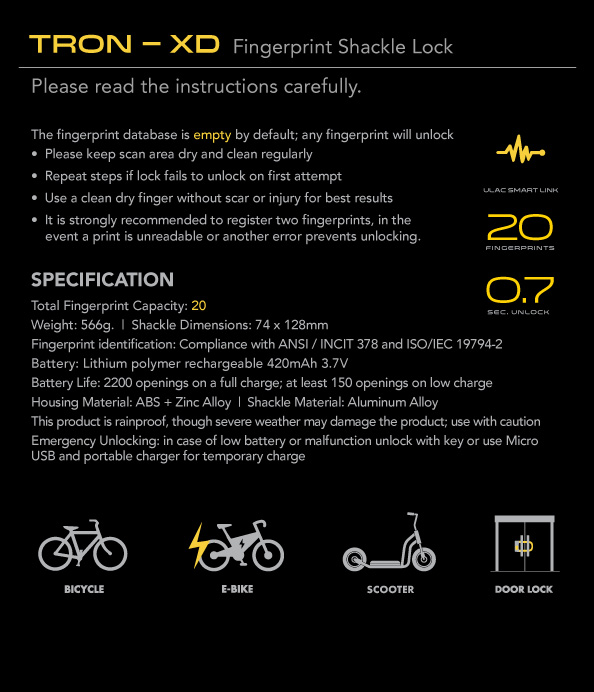 TRON – XD Fingerprint Shackle Lock
Please read the instructions carefully.
The fingerprint database is empty by default; any fingerprint will unlock
• Please keep scan area dry and clean regularly
• Repeat steps if lock fails to unlock on first attempt
• Use a clean dry finger without scar or injury for best results
• It is strongly recommended to register two fingerprints, in the
event a print is unreadable or another error prevents unlocking.
ULAC SMART LINK
20
FINGERPRINTS
0.7
SEC. UNLOCK
SPECIFICATION
Total Fingerprint Capacity: 20
Weight: 566g. | Shackle Dimensions: 74 x 128mm
Fingerprint identification: Compliance with ANSI / INCIT 378 and ISO/IEC 19794-2
Battery: Lithium polymer rechargeable 420mAh 3.7V
Battery Life: 2200 openings on a full charge; at least 150 openings on low charge
Housing Material: ABS + Zinc Alloy | Shackle Material: Aluminum Alloy
This product is rainproof, though severe weather may damage the product; use with caution
Emergency Unlocking: in case of low battery or malfunction unlock with key or use Micro
USB and portable charger for temporary charge
BICYCLE
E-BIKE
SCOOTER
DOOR LOCK